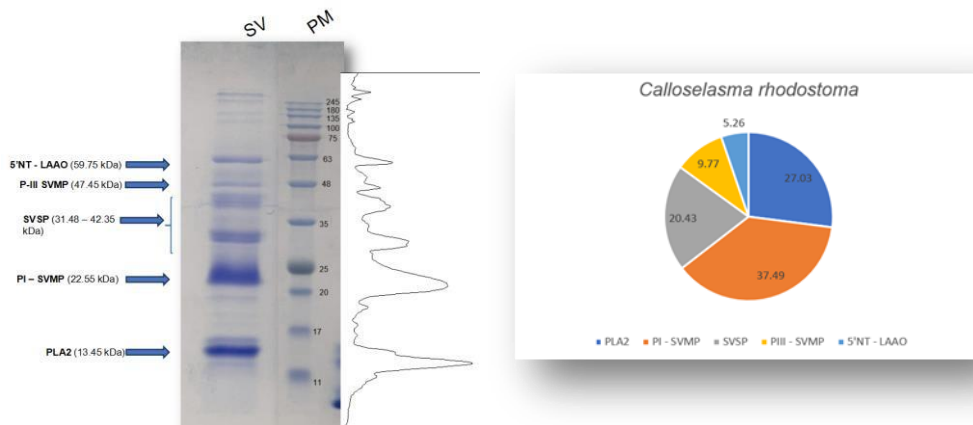 SV PM
245
180
135
100
75
5'NT - LAAO (59.75 kDa)
63
P-III SVMP (47.45 kDa)
48
SVSP (31.48 – 42.35
kDa)
35
25
PI – SVMP (22.55 kDa)
20
17
PLA2 (13.45 kDa)
11
Calloselasma rhodostoma
5.26
9.77
27.03
20.43
37.49
PLA2 PI - SVMP SVSP PIII - SVMP 5'NT - LAAO